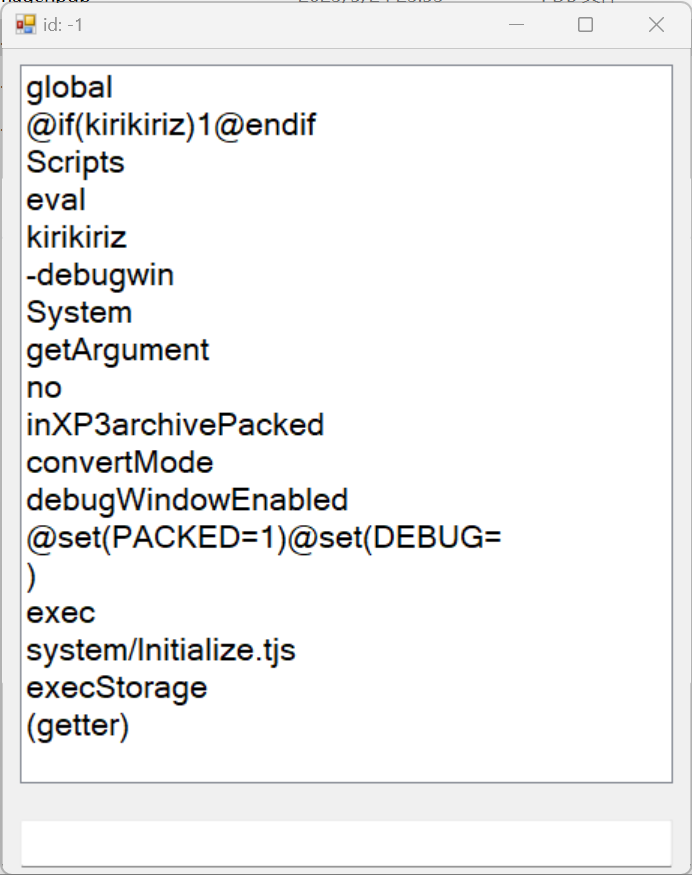 id: -1
global
@if(kirikiriz)1@endif
Scripts
eval
kirikiriz
-debugwin
System
getArgument
no
inXP3archivePacked
convertMode
debugWindowEnabled
@set(PACKED=1)@set(DEBUG=
)
exec
system/Initialize.tjs
execStorage
(getter)